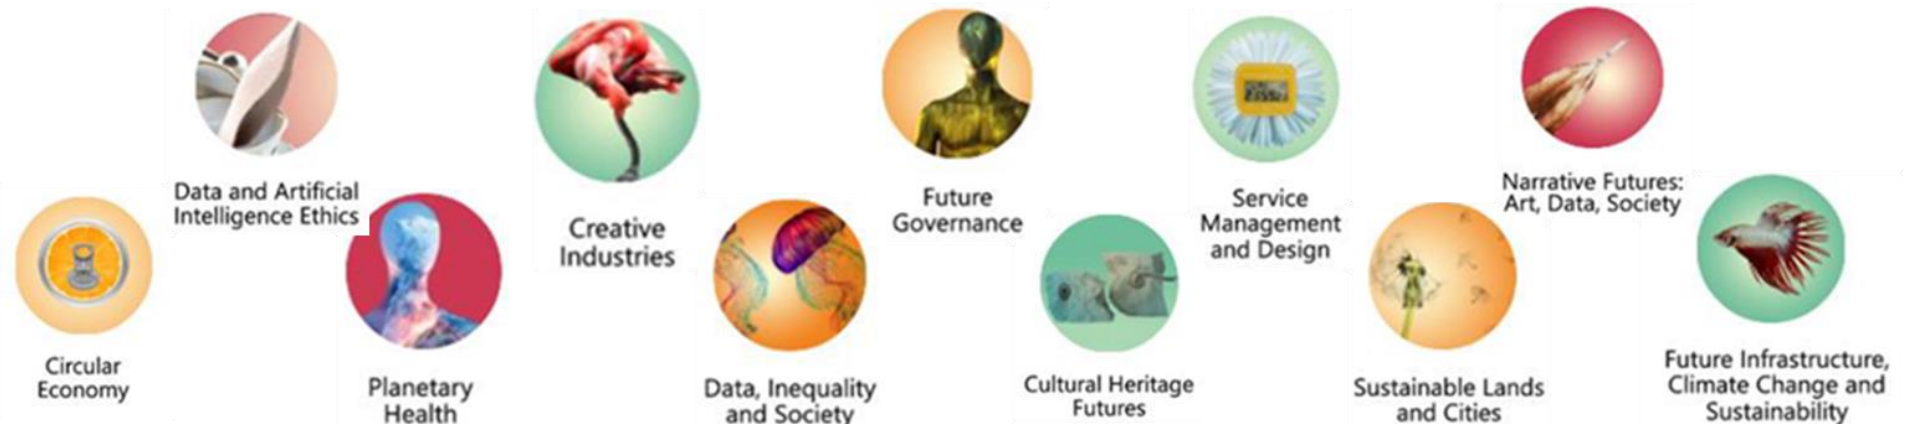 Circular
Economy
Data and Artificial
Intelligence Ethics
Planetary
Health
Creative
Industries
Data, Inequality
and Society
Future
Governance
Cultural Heritage
Futures
Service
Management
and Design
Sustainable Lands
and Cities
Narrative Futures:
Art, Data, Society
Future Infrastructure,
Climate Change and
Sustainability